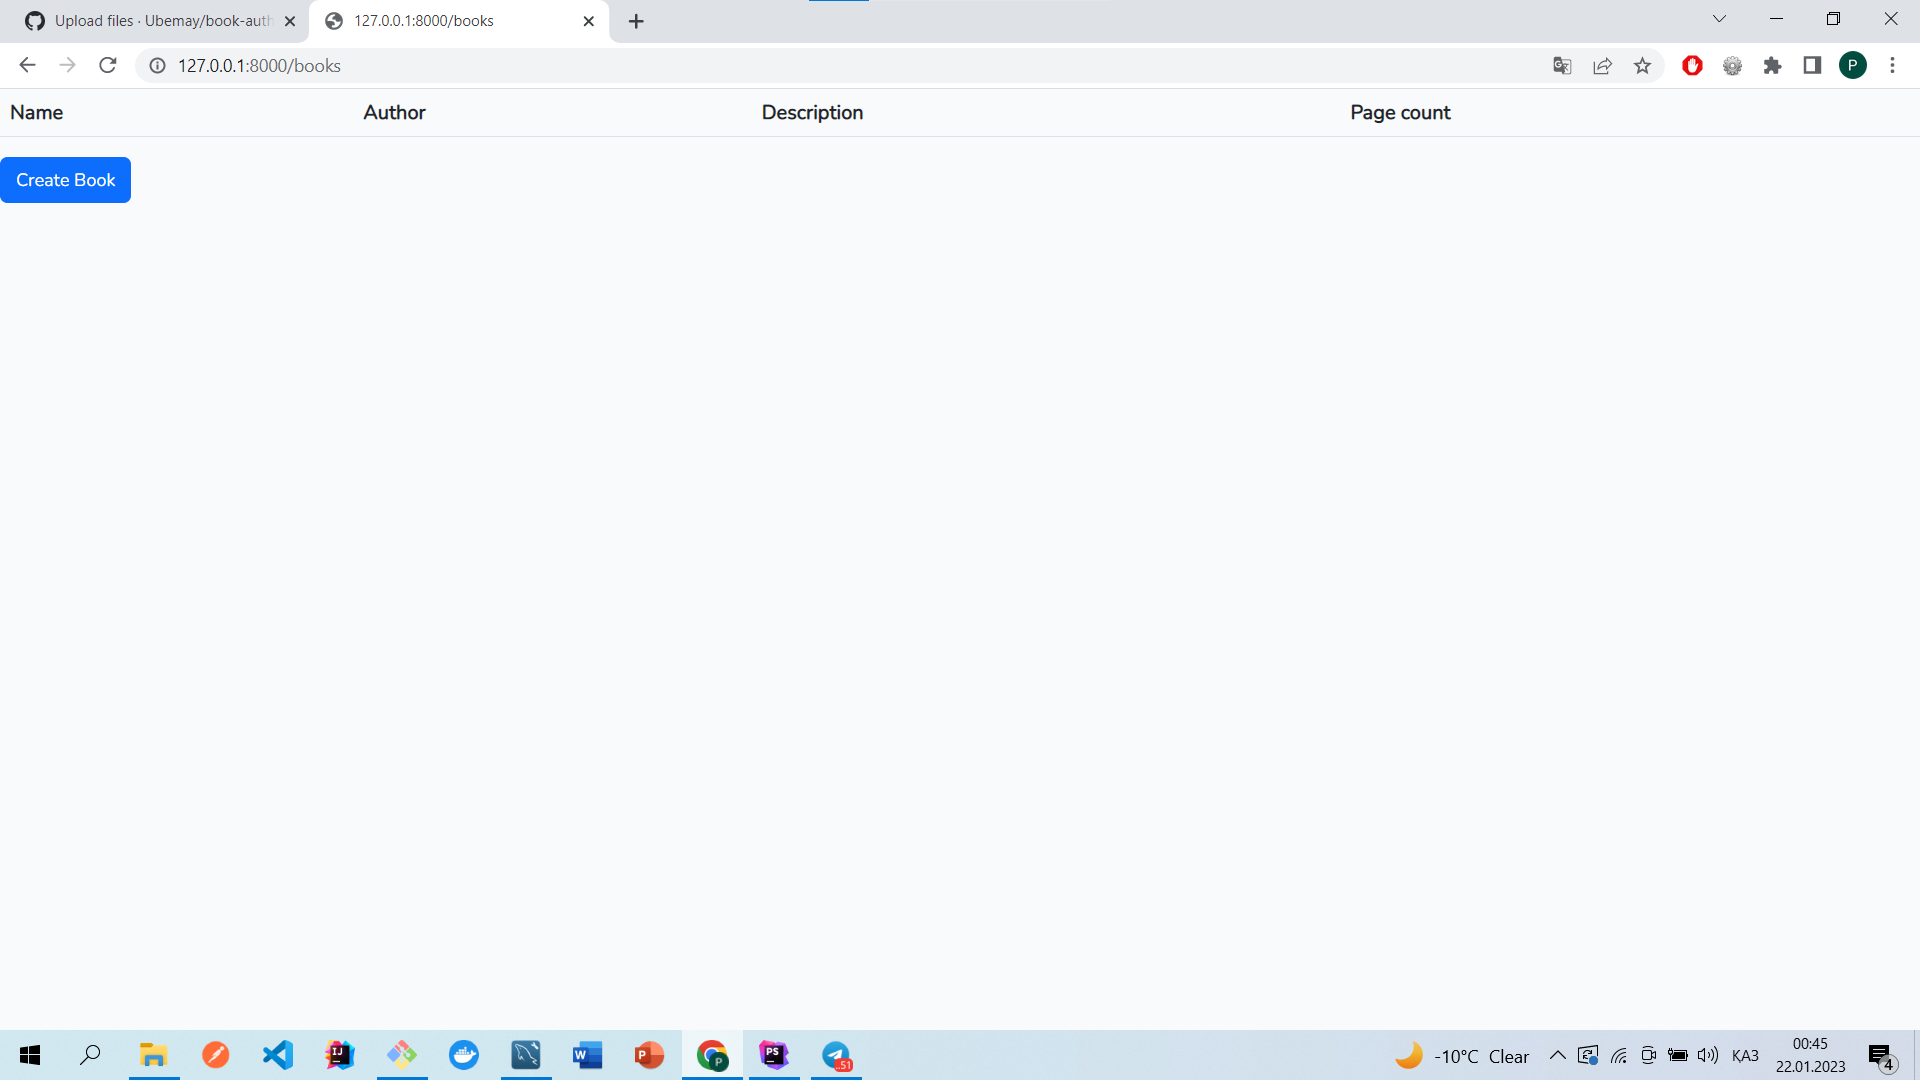 Upload files · Ubemay/book-auth
127.0.0.1:8000/books
127.0.0.1:8000/books
P
Name Author Description Page count
Create Book
IJ
W
P
P
PS
..51
-10°C Clear
ҚАЗ
00:45
22.01.2023
4